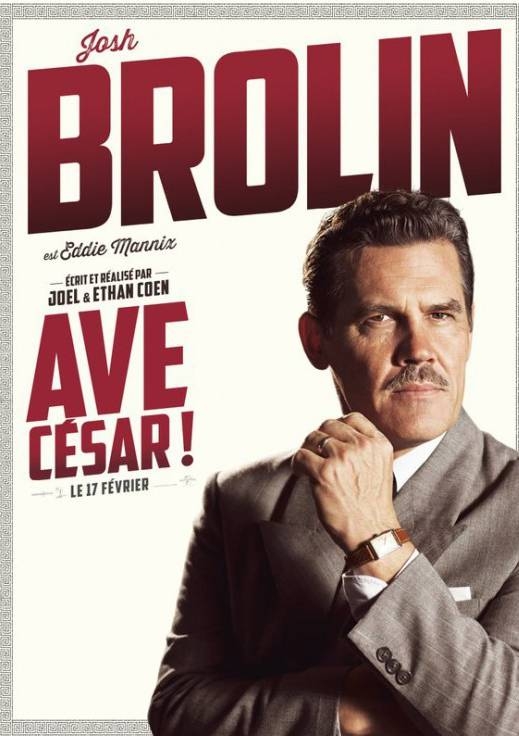 Josh
BROLIN
est Eddie Mannix
ÉCRIT ET RÉALISÉ PAR
JOEL & ETHAN COEN
AVE
CÉSAR !
LE 17 FÉVRIER